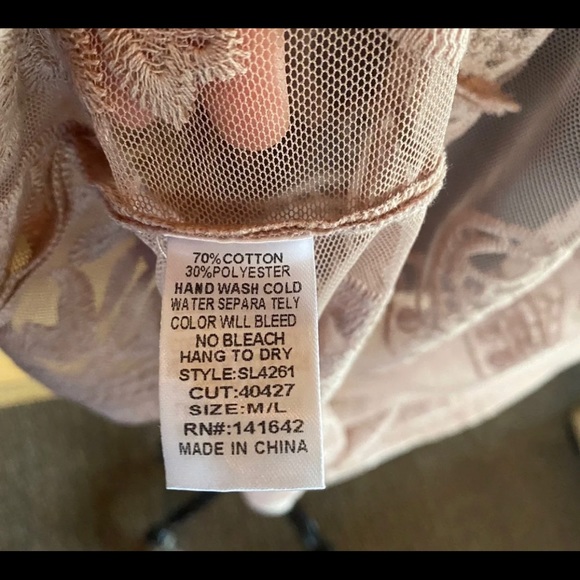 70%COTTON
30%POLYESTER
HAND WASH COLD
WATER SEPARA TELY
COLOR WILL BLEED
NO BLEACH
HANG TO DRY
STYLE:SL4261
CUT:40427
SIZE:M/L
RN#:141642
MADE IN CHINA